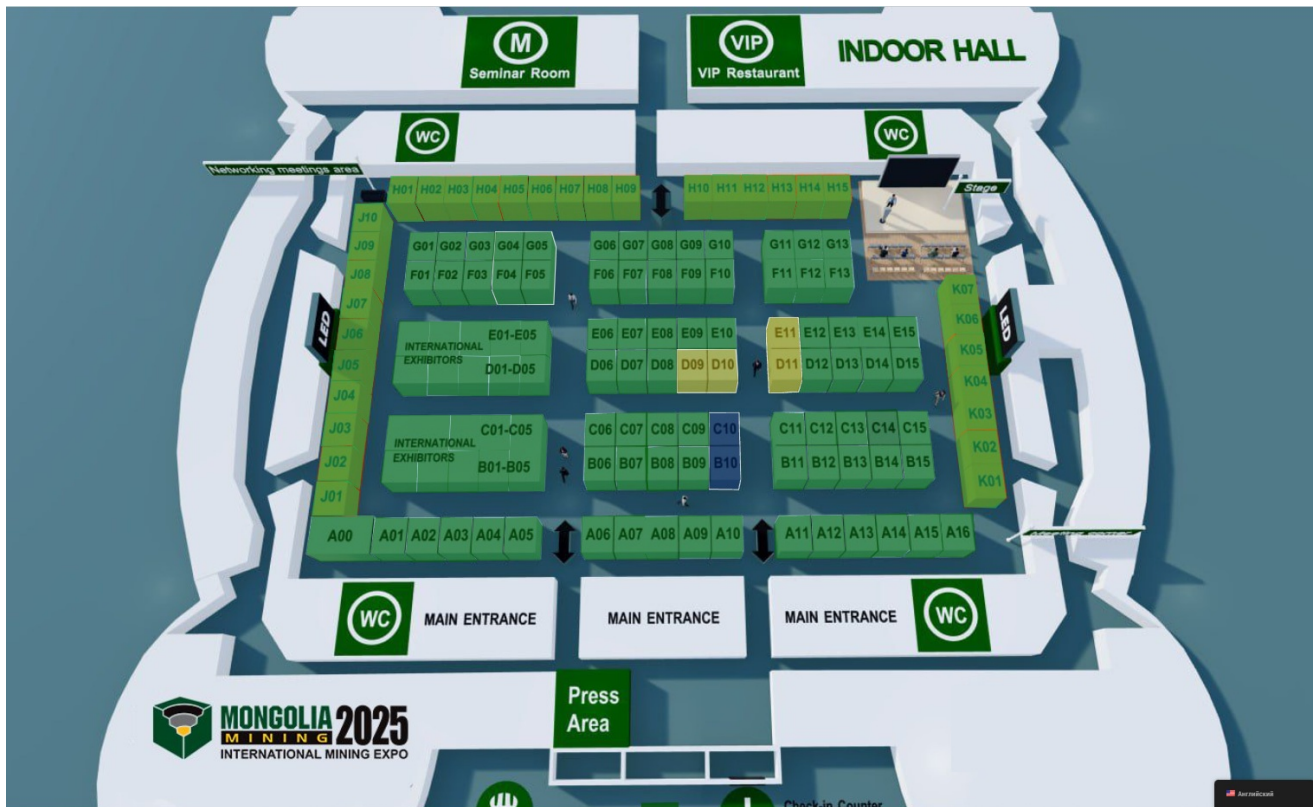 M
Seminar Room
VIP
VIP Restaurant
INDOOR HALL
WC
WC
Networking meetings area
Stage
H01 H02 H03 H04 H05 H06 H07 H08 H09
H10 H11 H12 H13 H14 H15
J10
J09
J08
J07
J06
J05
J04
J03
J02
J01
G01 G02 G03 G04 G05
F01 F02 F03 F04 F05
G06 G07 G08 G09 G10
F06 F07 F08 F09 F10
G11 G12 G13
F11 F12 F13
K07
K06
K05
K04
K03
K02
K01
LED
LED
INTERNATIONAL
EXHIBITORS
E01-E05
D01-D05
E06 E07 E08 E09 E10
D06 D07 D08 D09 D10
E11 E12 E13 E14 E15
D11 D12 D13 D14 D15
INTERNATIONAL
EXHIBITORS
C01-C05
B01-B05
C06 C07 C08 C09 C10
B06 B07 B08 B09 B10
C11 C12 C13 C14 C15
B11 B12 B13 B14 B15
A00 A01 A02 A03 A04 A05
A06 A07 A08 A09 A10
A11 A12 A13 A14 A15 A16
WC
MAIN ENTRANCE
MAIN ENTRANCE
MAIN ENTRANCE
WC
Press
Area
MONGOLIA
MINING
2025
INTERNATIONAL MINING EXPO
Check-in Counter
Английский